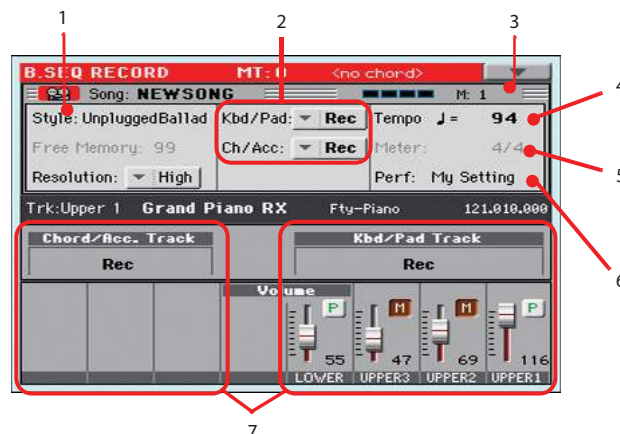 1 2 3
B.SEQ RECORD MT: 0 <no chord>
Song: NEWSONG M: 1
Style: UnpluggedBallad Kbd/Pad: Rec Tempo ♩ = 94 4
Free Memory: 99 Ch/Acc: Rec Meter: 4/4 5
Resolution: High Perf: My Setting 6
Trk:Upper 1 Grand Piano RX Fty-Piano 121.010.000
Chord/Acc. Track Kbd/Pad Track
Rec Rec
Volume
P M M P
55 47 69 116
LOWER UPPER3 UPPER2 UPPER1
7